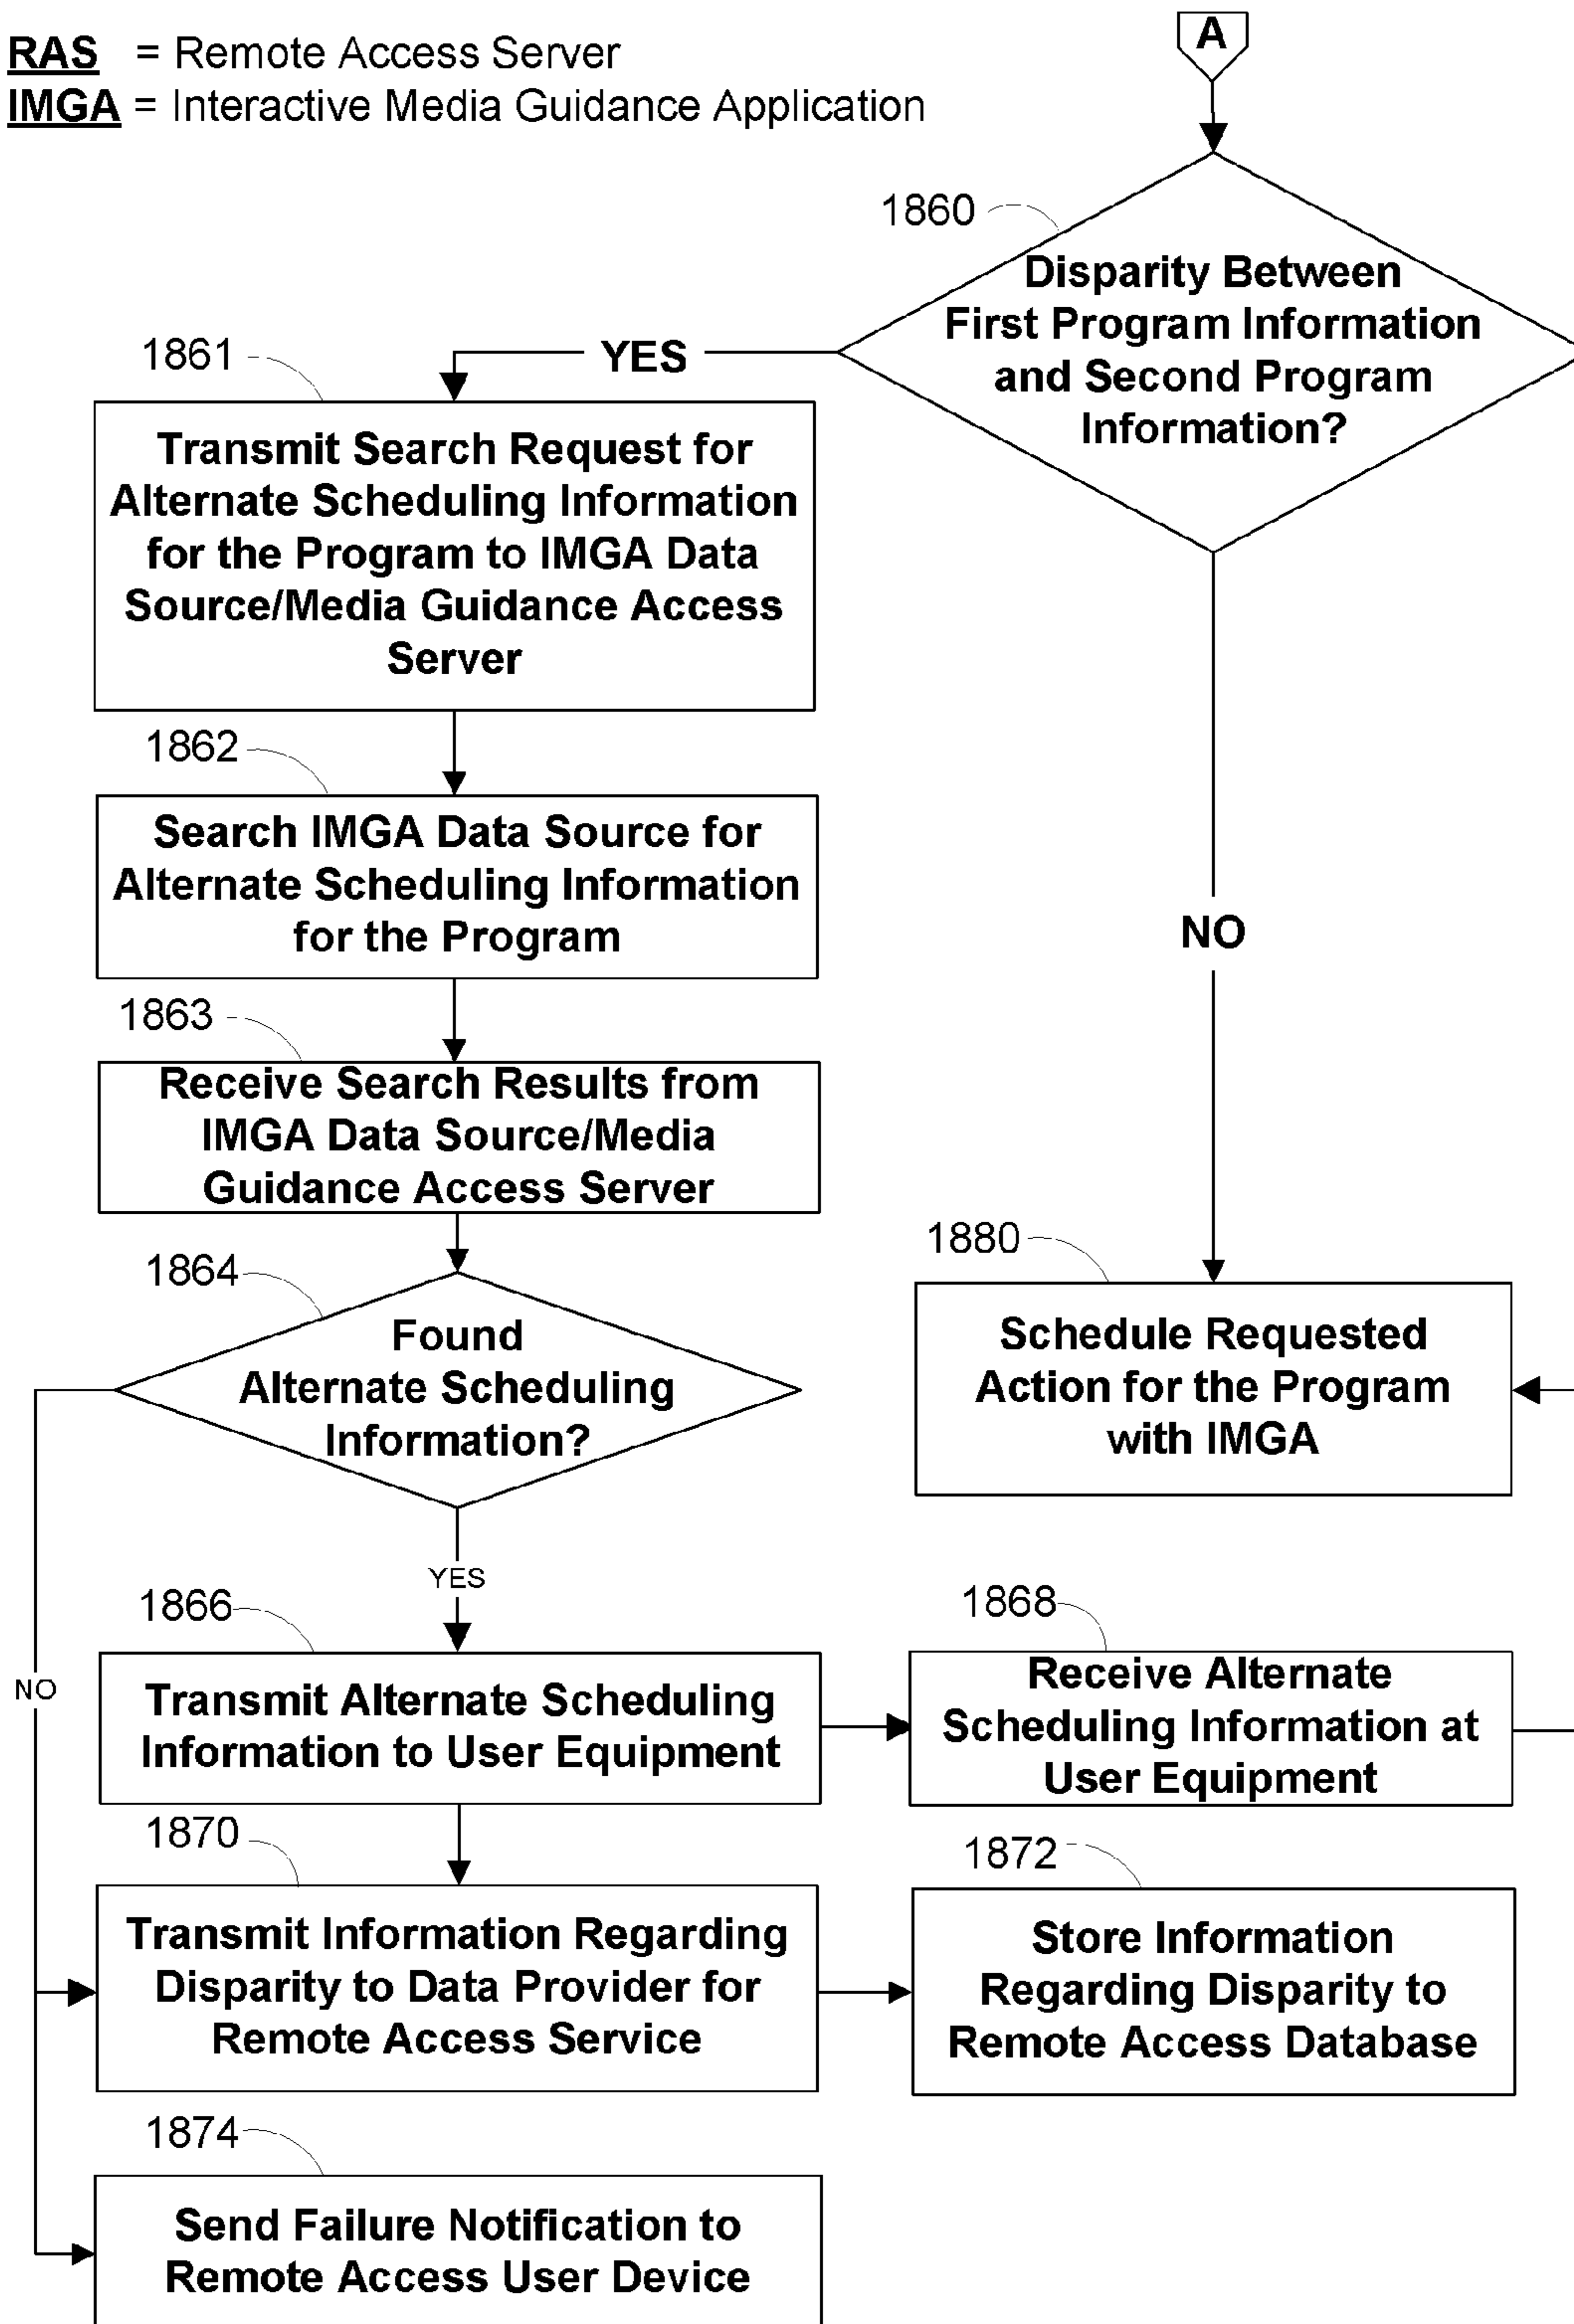 RAS = Remote Access Server
IMGA = Interactive Media Guidance Application
A
1860
Disparity Between
First Program Information
and Second Program
Information?
YES
1861
Transmit Search Request for
Alternate Scheduling Information
for the Program to IMGA Data
Source/Media Guidance Access
Server
1862
Search IMGA Data Source for
Alternate Scheduling Information
for the Program
NO
1863
Receive Search Results from
IMGA Data Source/Media
Guidance Access Server
1880
Schedule Requested
Action for the Program
with IMGA
1864
Found
Alternate Scheduling
Information?
YES
NO
1866
Transmit Alternate Scheduling
Information to User Equipment
1868
Receive Alternate
Scheduling Information at
User Equipment
1870
Transmit Information Regarding
Disparity to Data Provider for
Remote Access Service
1872
Store Information
Regarding Disparity to
Remote Access Database
1874
Send Failure Notification to
Remote Access User Device